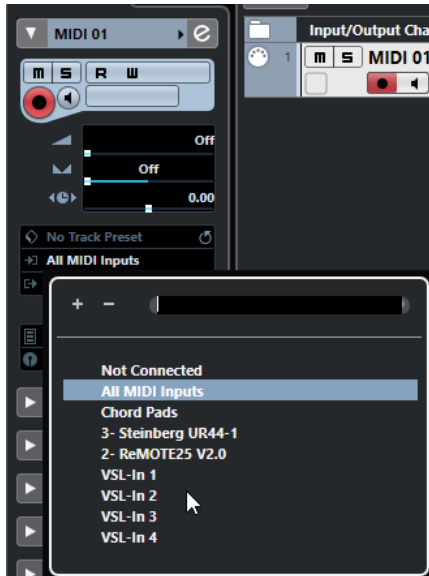 MIDI 01
m S R W
Off
Off
0.00
No Track Preset
All MIDI Inputs
+ -
Not Connected
All MIDI Inputs
Chord Pads
3- Steinberg UR44-1
2- ReMOTE25 V2.0
VSL-In 1
VSL-In 2
VSL-In 3
VSL-In 4
Input/Output Cha
1 m S MIDI 01